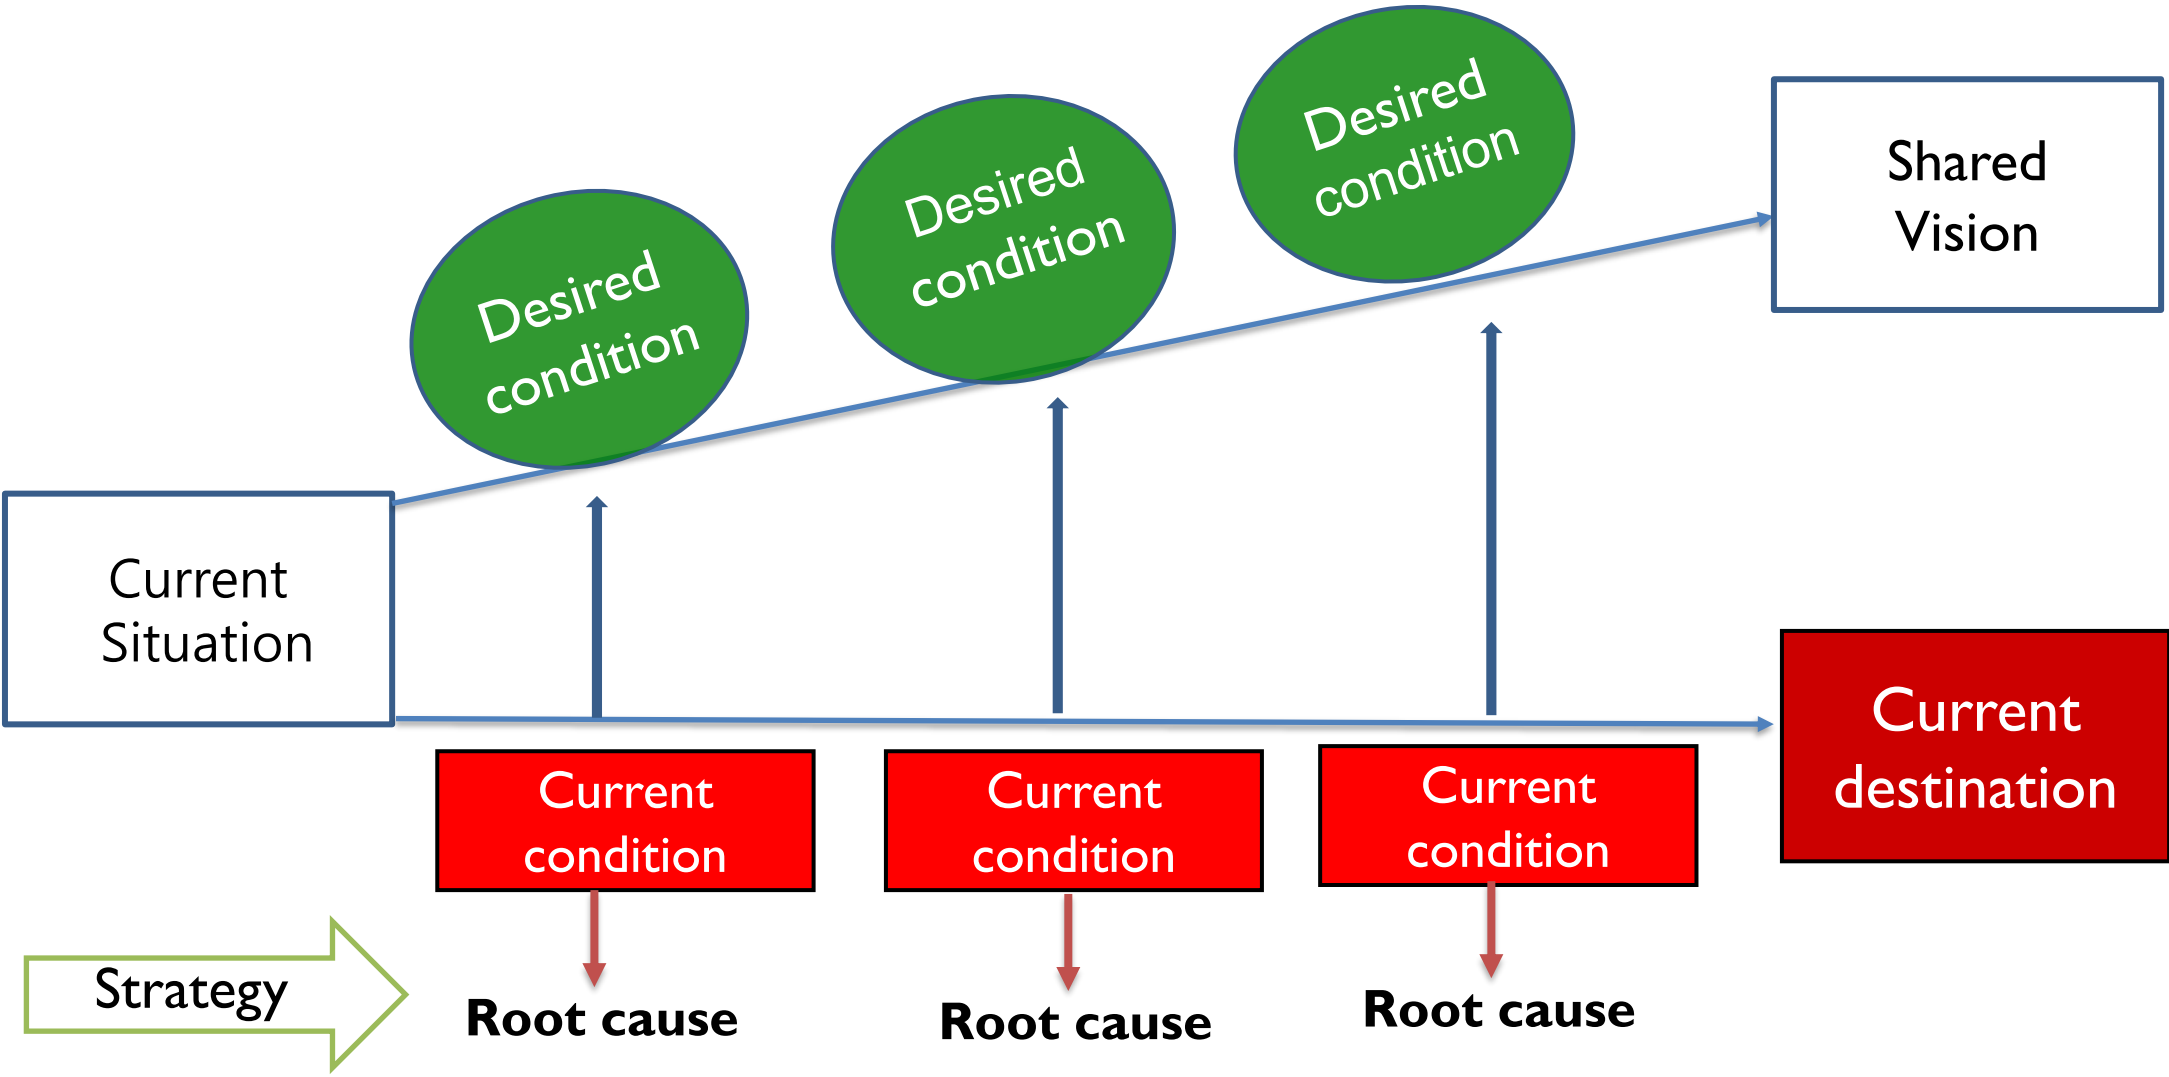 Desired
condition
Desired
condition
Desired
condition
Shared
Vision
Current
Situation
Current
condition
Current
condition
Current
condition
Current
destination
Strategy
Root cause
Root cause
Root cause